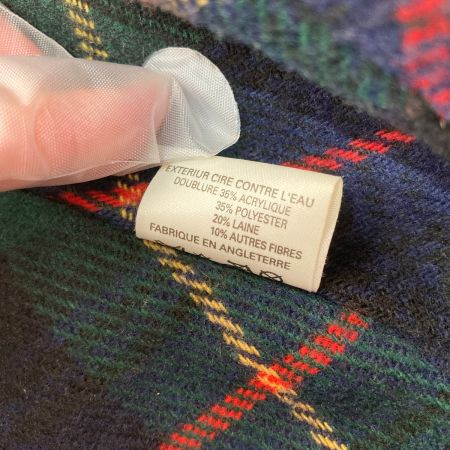 EXTERIUR CIRE CONTRE L'EAU
DOUBLURE 35% ACRYLIQUE
35% POLYESTER
20% LAINE
10% AUTRES FIBRES
FABRIQUE EN ANGLETERRE